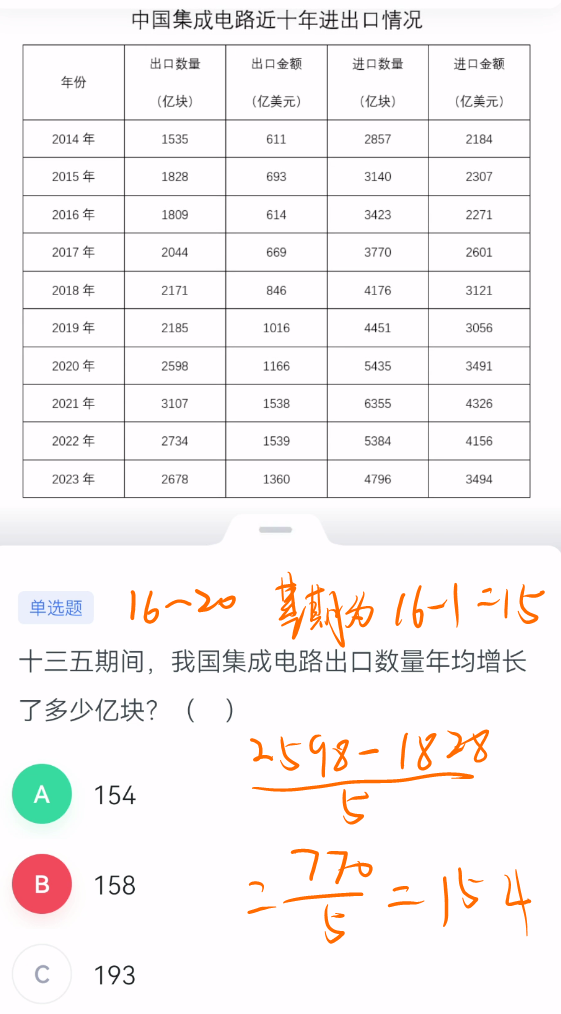 中国集成电路近十年进出口情况
年份 出口数量（亿块） 出口金额（亿美元） 进口数量（亿块） 进口金额（亿美元）
2014 年 1535 611 2857 2184
2015 年 1828 693 3140 2307
2016 年 1809 614 3423 2271
2017 年 2044 669 3770 2601
2018 年 2171 846 4176 3121
2019 年 2185 1016 4451 3056
2020 年 2598 1166 5435 3491
2021 年 3107 1538 6355 4326
2022 年 2734 1539 5384 4156
2023 年 2678 1360 4796 3494
单选题 16~20 基期为 16-1=15
十三五期间，我国集成电路出口数量年均增长
了多少亿块？（ ）
2598-1828
5
A 154
=770/5=154
B 158
C 193